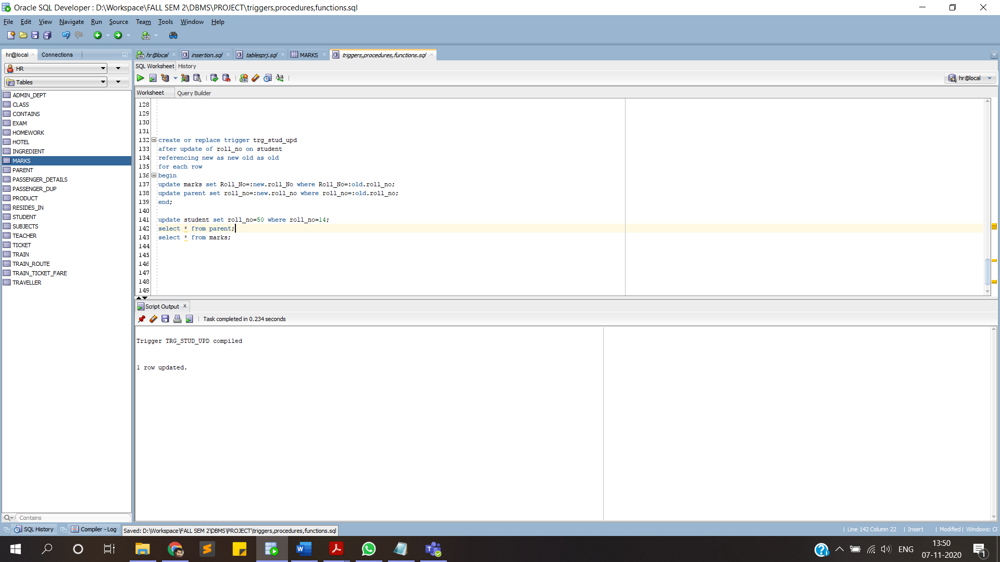 Oracle SQL Developer : D:\Workspace\FALL SEM 2\DBMS\PROJECT\triggers,procedures,functions.sql
File Edit View Navigate Run Source Team Tools Window Help
hr@local Connections
hr@local insertion.sql tablesprj.sql MARKS triggers,procedures,functions.sql
SQL Worksheet History
HR
Tables
hr@local
Worksheet Query Builder
ADMIN_DEPT
CLASS
CONTAINS
EXAM
HOMEWORK
HOTEL
INGREDIENT
MARKS
PARENT
PASSENGER_DETAILS
PASSENGER_DUP
PRODUCT
RESIDES_IN
STUDENT
SUBJECTS
TEACHER
TICKET
TRAIN
TRAIN_ROUTE
TRAIN_TICKET_FARE
TRAVELLER
Contains
128
129
130
131
132 create or replace trigger trg_stud_upd
133 after update of roll_no on student
134 referencing new as new old as old
135 for each row
136 begin
137 update marks set Roll_No=:new.roll_No where Roll_No=:old.roll_no;
138 update parent set roll_no=:new.roll_no where roll_no=:old.roll_no;
139 end;
140
141 update student set roll_no=50 where roll_no=14;
142 select * from parent;
143 select * from marks;
144
145
146
147
148
149
Script Output x
Task completed in 0.234 seconds
Trigger TRG_STUD_UPD compiled
1 row updated.
SQL History Compiler - Log Saved: D:\Workspace\FALL SEM 2\DBMS\PROJECT\triggers,procedures,functions.sql
Line 142 Column 22 Insert Modified Windows:
ENG
13:50
07-11-2020
1